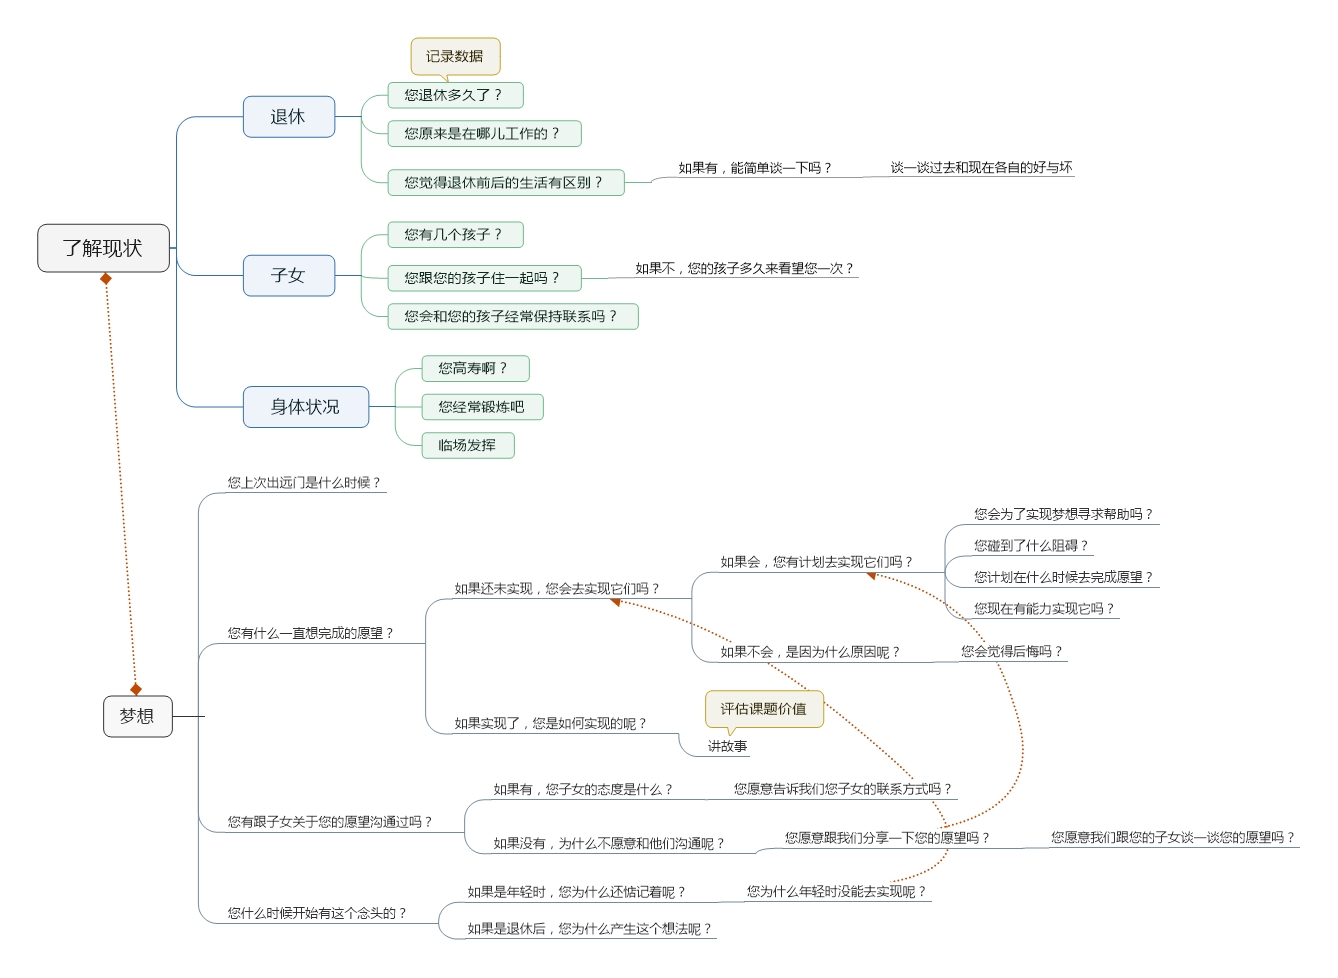 了解现状
退休
记录数据
您退休多久了？
您原来是在哪儿工作的？
您觉得退休前后的生活有区别？
如果有，能简单谈一下吗？
谈一谈过去和现在各自的好与坏
子女
您有几个孩子？
您跟您的孩子住一起吗？
如果不，您的孩子多久来看望您一次？
您会和您的孩子经常保持联系吗？
身体状况
您高寿啊？
您经常锻炼吧
临场发挥
梦想
您上次出远门是什么时候？
您有什么一直想完成的愿望？
如果还未实现，您会去实现它们吗？
如果会，您有计划去实现它们吗？
您会为了实现梦想寻求帮助吗？
您碰到了什么阻碍？
您计划在什么时候去完成愿望？
您现在有能力实现它吗？
如果不会，是因为什么原因呢？
您会觉得后悔吗？
如果实现了，您是如何实现的呢？
评估课题价值
讲故事
您有跟子女关于您的愿望沟通过吗？
如果有，您子女的态度是什么？
您愿意告诉我们您子女的联系方式吗？
如果没有，为什么不愿意和他们沟通呢？
您愿意跟我们分享一下您的愿望吗？
您愿意我们跟您的子女谈一谈您的愿望吗？
您什么时候开始有这个念头的？
如果是年轻时，您为什么还惦记着呢？
您为什么年轻时没能去实现呢？
如果是退休后，您为什么产生这个想法呢？